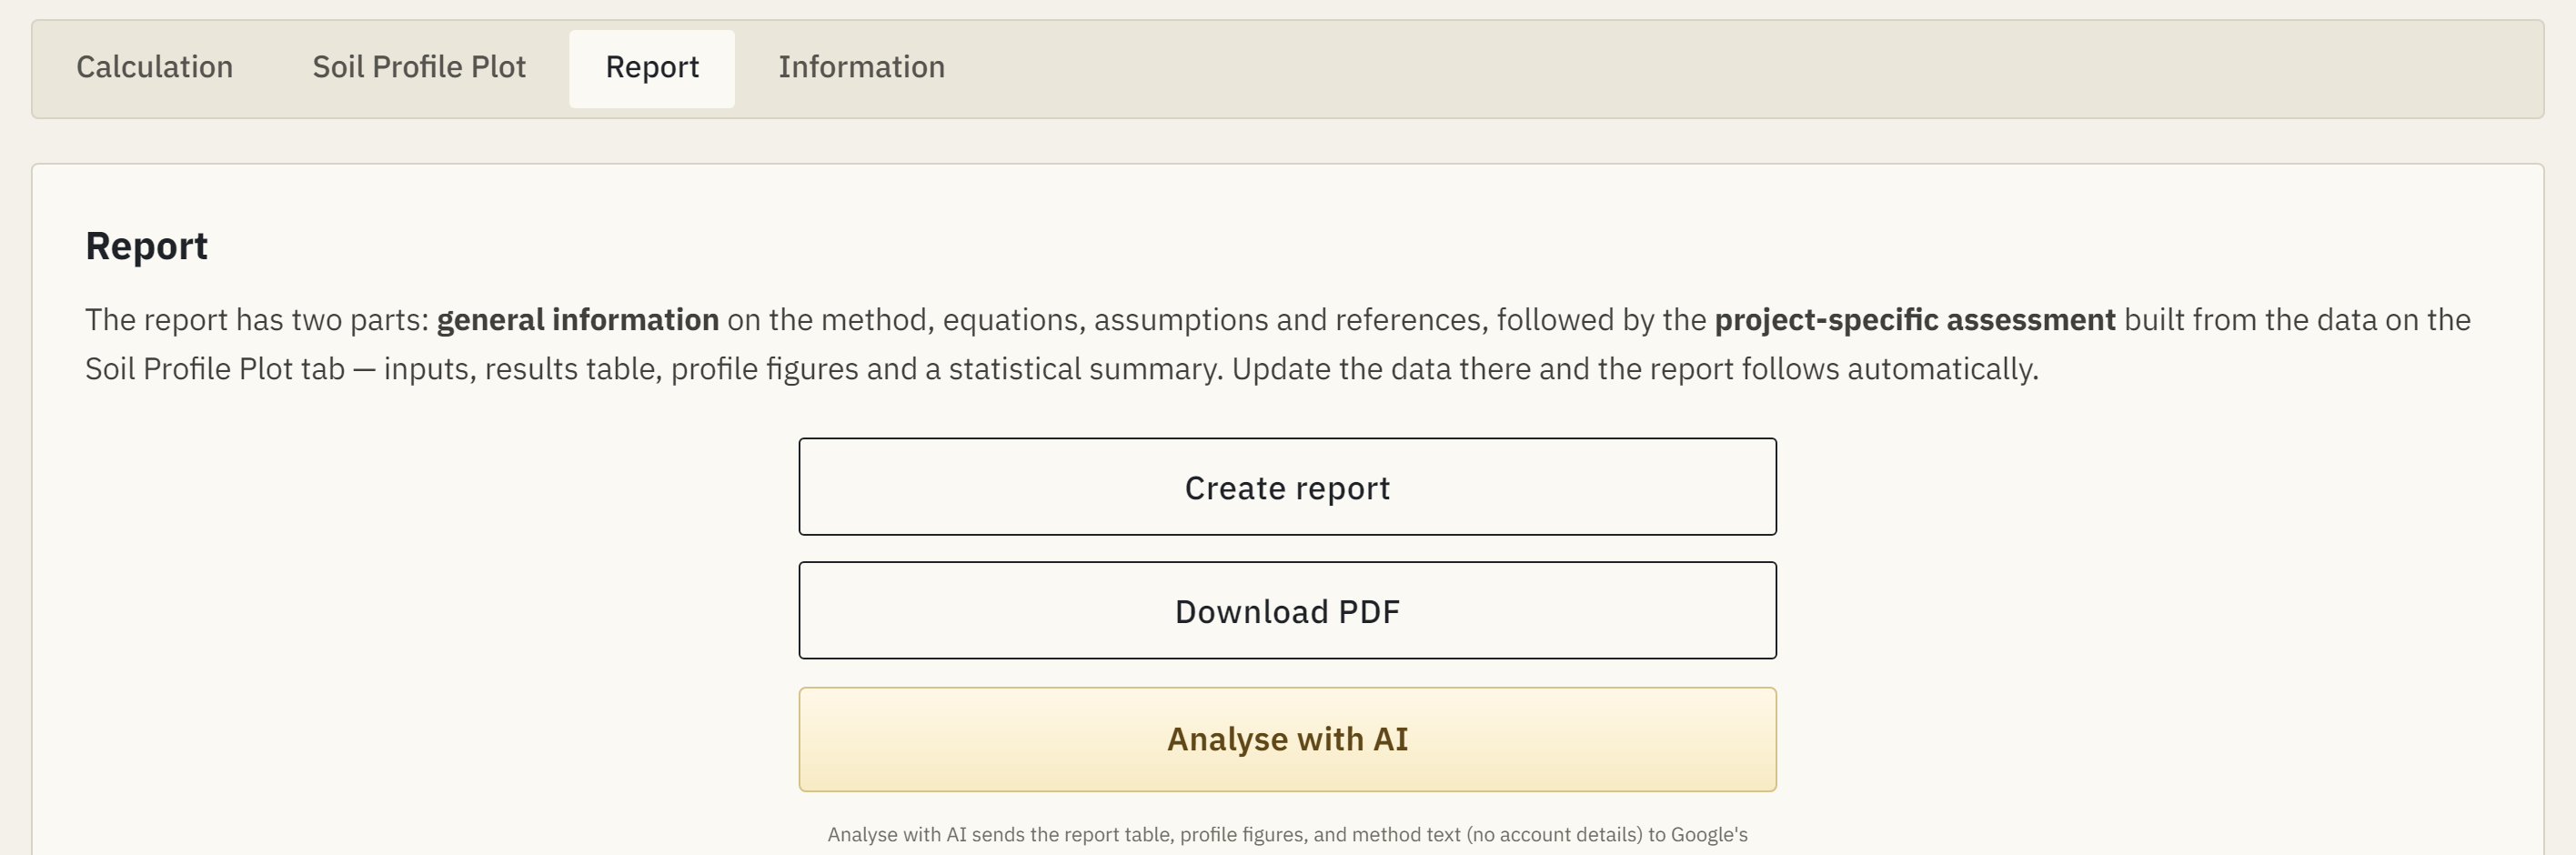 Calculation Soil Profile Plot Report Information
Report
The report has two parts: general information on the method, equations, assumptions and references, followed by the project-specific assessment built from the data on the
Soil Profile Plot tab — inputs, results table, profile figures and a statistical summary. Update the data there and the report follows automatically.
Create report
Download PDF
Analyse with AI
Analyse with AI sends the report table, profile figures, and method text (no account details) to Google's